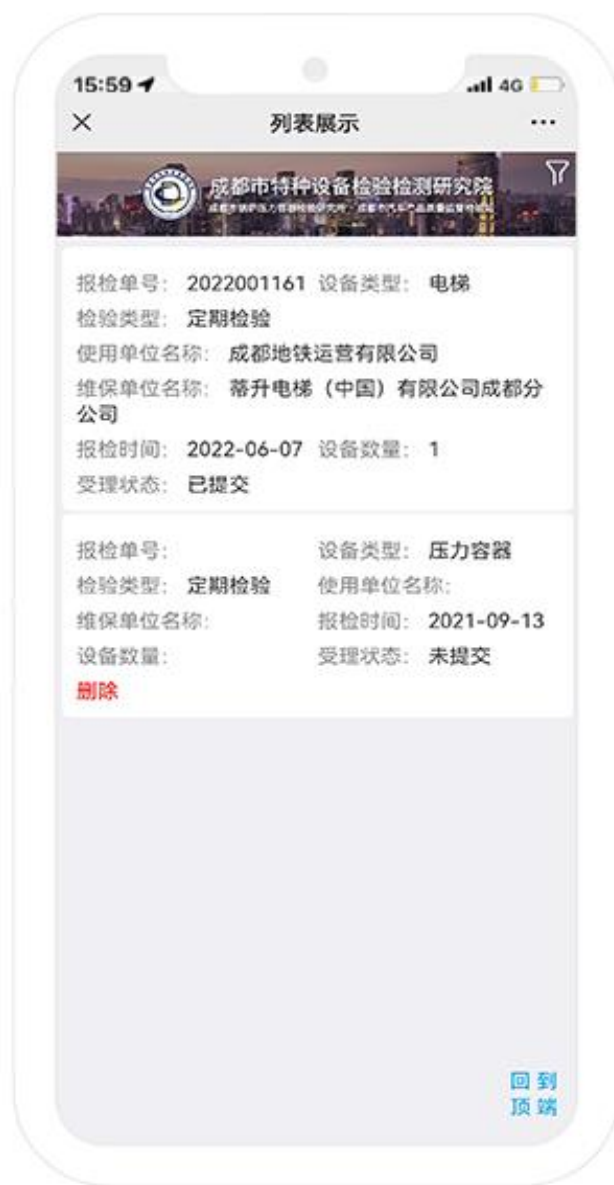 15:59
4G
列表展示
成都市特种设备检验检测研究院
报检单号： 2022001161 设备类型： 电梯
检验类型： 定期检验
使用单位名称： 成都地铁运营有限公司
维保单位名称： 蒂升电梯（中国）有限公司成都分
公司
报检时间： 2022-06-07 设备数量： 1
受理状态： 已提交
报检单号： 设备类型： 压力容器
检验类型： 定期检验 使用单位名称：
维保单位名称： 报检时间： 2021-09-13
设备数量： 受理状态： 未提交
删除
回到
顶端